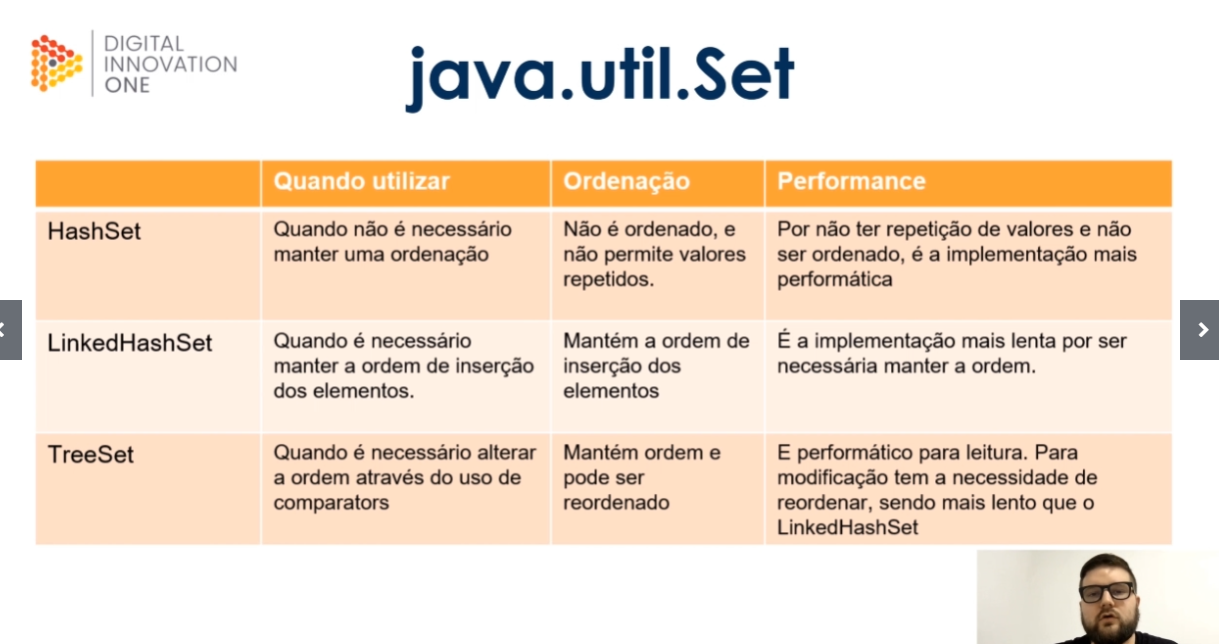 DIGITAL
INNOVATION
ONE
java.util.Set
Quando utilizar
Ordenação
Performance
HashSet
Quando não é necessário
manter uma ordenação
Não é ordenado, e
não permite valores
repetidos.
Por não ter repetição de valores e não
ser ordenado, é a implementação mais
performática
LinkedHashSet
Quando é necessário
manter a ordem de inserção
dos elementos.
Mantém a ordem de
inserção dos
elementos
É a implementação mais lenta por ser
necessária manter a ordem.
TreeSet
Quando é necessário alterar
a ordem através do uso de
comparators
Mantém ordem e
pode ser
reordenado
E performático para leitura. Para
modificação tem a necessidade de
reordenar, sendo mais lento que o
LinkedHashSet